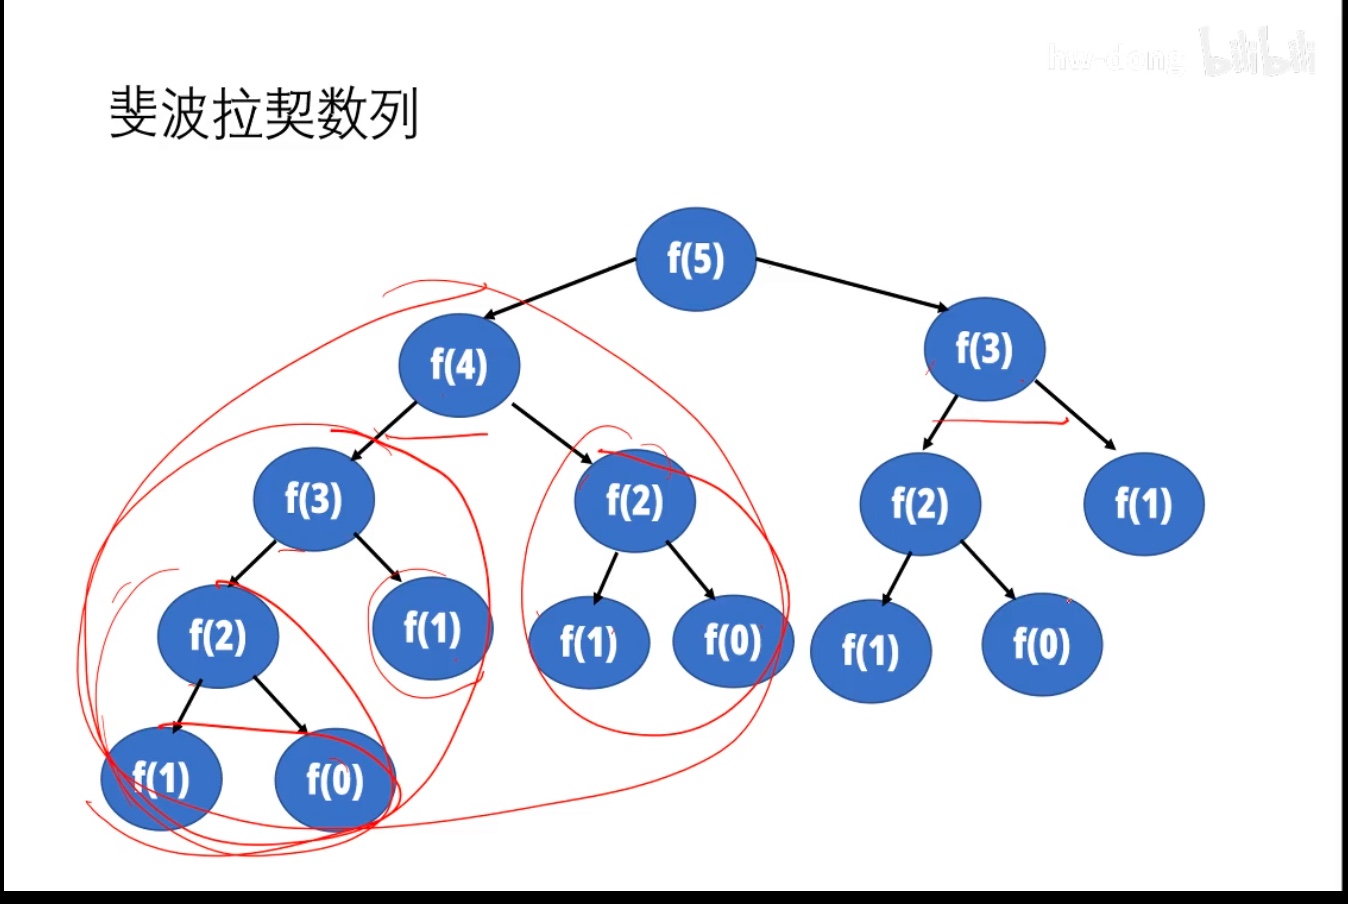 hw-dong bilibili
斐波拉契数列
f(5)
f(4)
f(3)
f(3)
f(2)
f(2)
f(1)
f(2)
f(1)
f(1)
f(0)
f(1)
f(0)
f(1)
f(0)